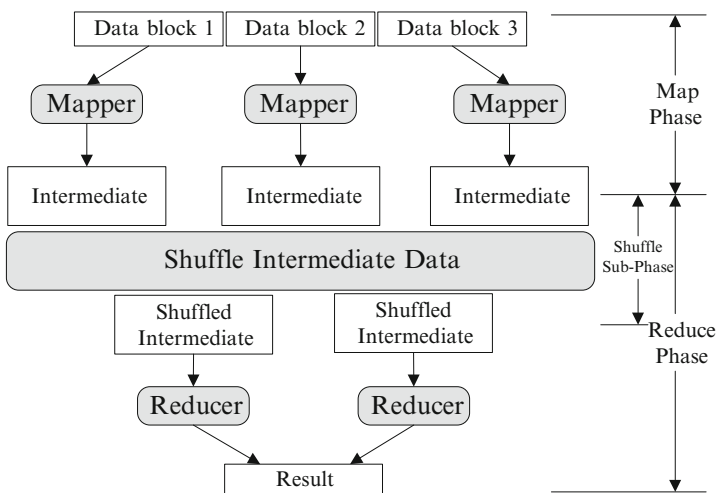 Data block 1
Data block 2
Data block 3
Mapper
Mapper
Mapper
Map
Phase
Intermediate
Intermediate
Intermediate
Shuffle Intermediate Data
Shuffle
Sub-Phase
Shuffled
Intermediate
Shuffled
Intermediate
Reduce
Phase
Reducer
Reducer
Result